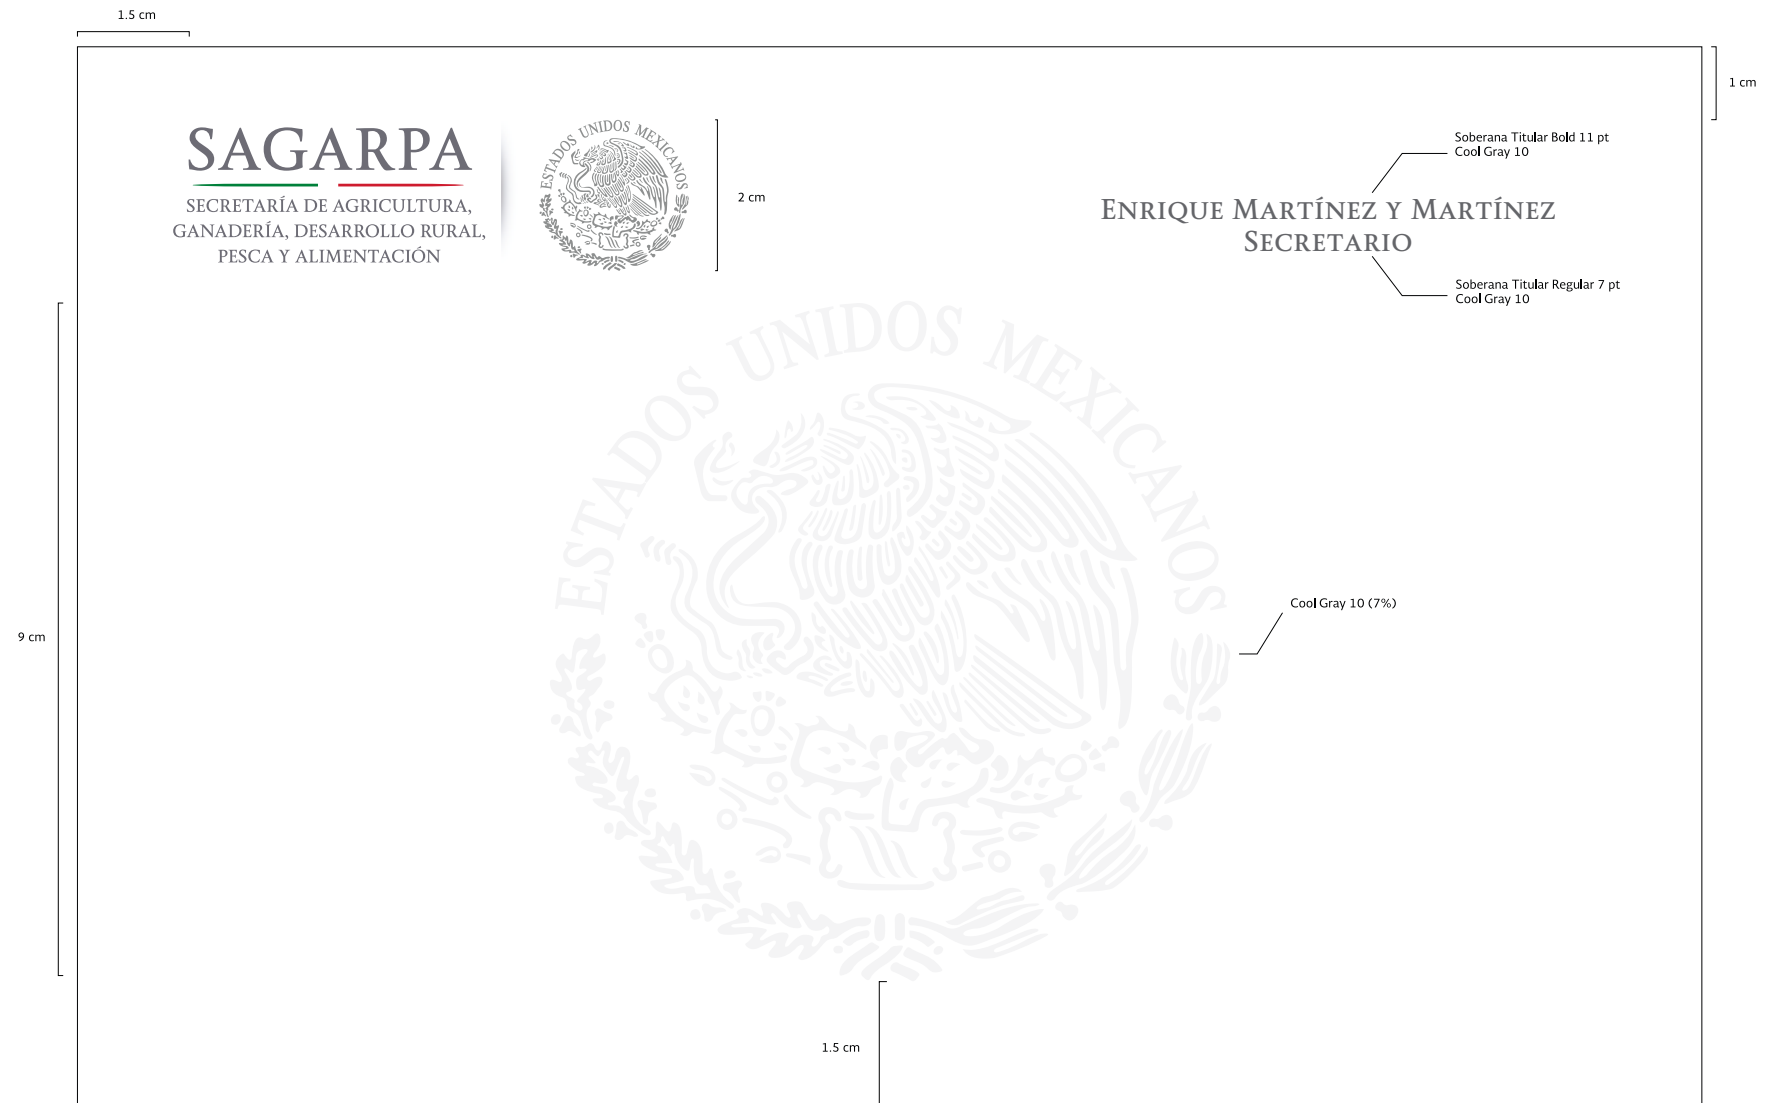 1.5 cm
1 cm
SAGARPA
SECRETARÍA DE AGRICULTURA,
GANADERÍA, DESARROLLO RURAL,
PESCA Y ALIMENTACIÓN
ESTADOS UNIDOS MEXICANOS
2 cm
Soberana Titular Bold 11 pt
Cool Gray 10
ENRIQUE MARTÍNEZ Y MARTÍNEZ
SECRETARIO
Soberana Titular Regular 7 pt
Cool Gray 10
ESTADOS UNIDOS MEXICANOS
Cool Gray 10 (7%)
9 cm
1.5 cm